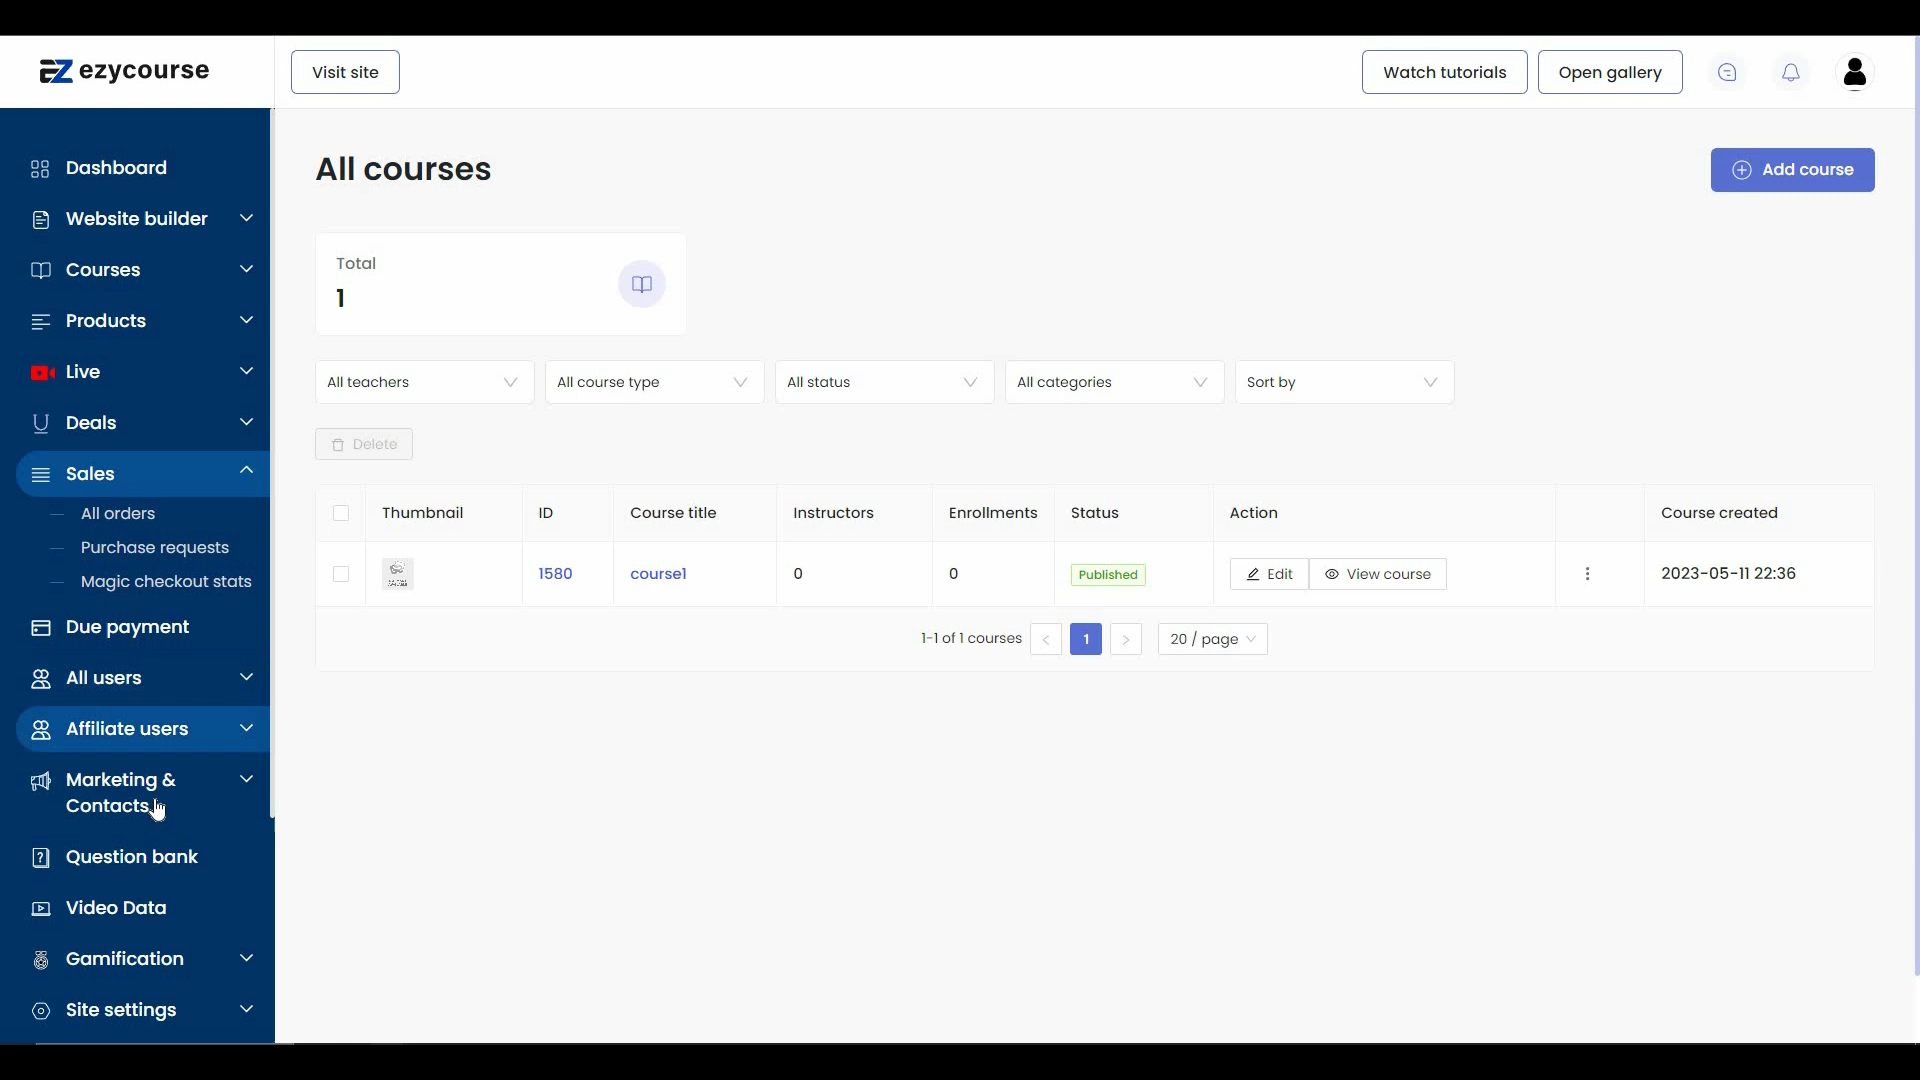 ezycourse
Visit site
Watch tutorials
Open gallery
Dashboard
Website builder
Courses
Products
Live
Deals
Sales
All orders
Purchase requests
Magic checkout stats
Due payment
All users
Affiliate users
Marketing &
Contacts
Question bank
Video Data
Gamification
Site settings
All courses
Add course
Total
1
All teachers
All course type
All status
All categories
Sort by
Delete
Thumbnail ID Course title Instructors Enrollments Status Action Course created
1580 course1 0 0 Published Edit View course 2023-05-11 22:36
1-1 of 1 courses < 1 > 20 / page